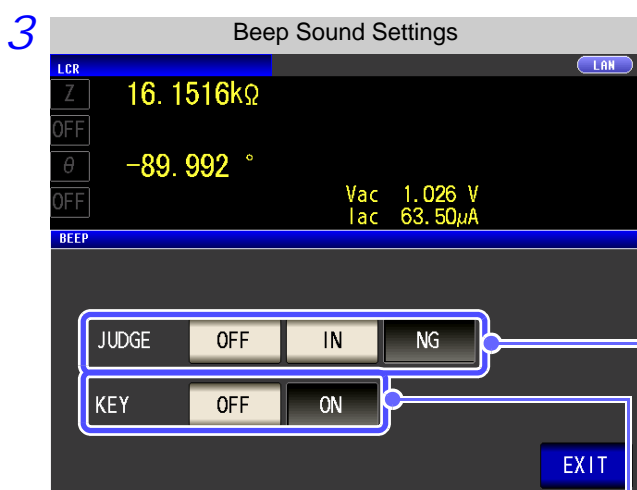 3
Beep Sound Settings
LCR
LAN
Z 16.1516kΩ
OFF
θ -89.992 °
OFF
Vac 1.026 V
Iac 63.50μA
BEEP
JUDGE OFF IN NG
KEY OFF ON
EXIT